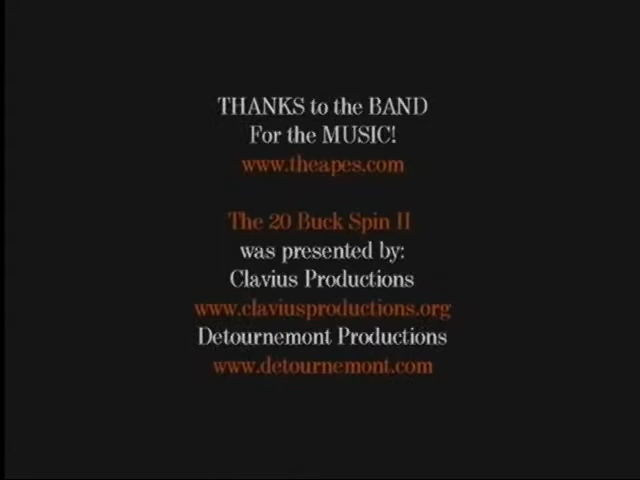 THANKS to the BAND
For the MUSIC!
www.theapes.com
The 20 Buck Spin II
was presented by:
Clavius Productions
www.claviusproductions.org
Detournemont Productions
www.detournemont.com